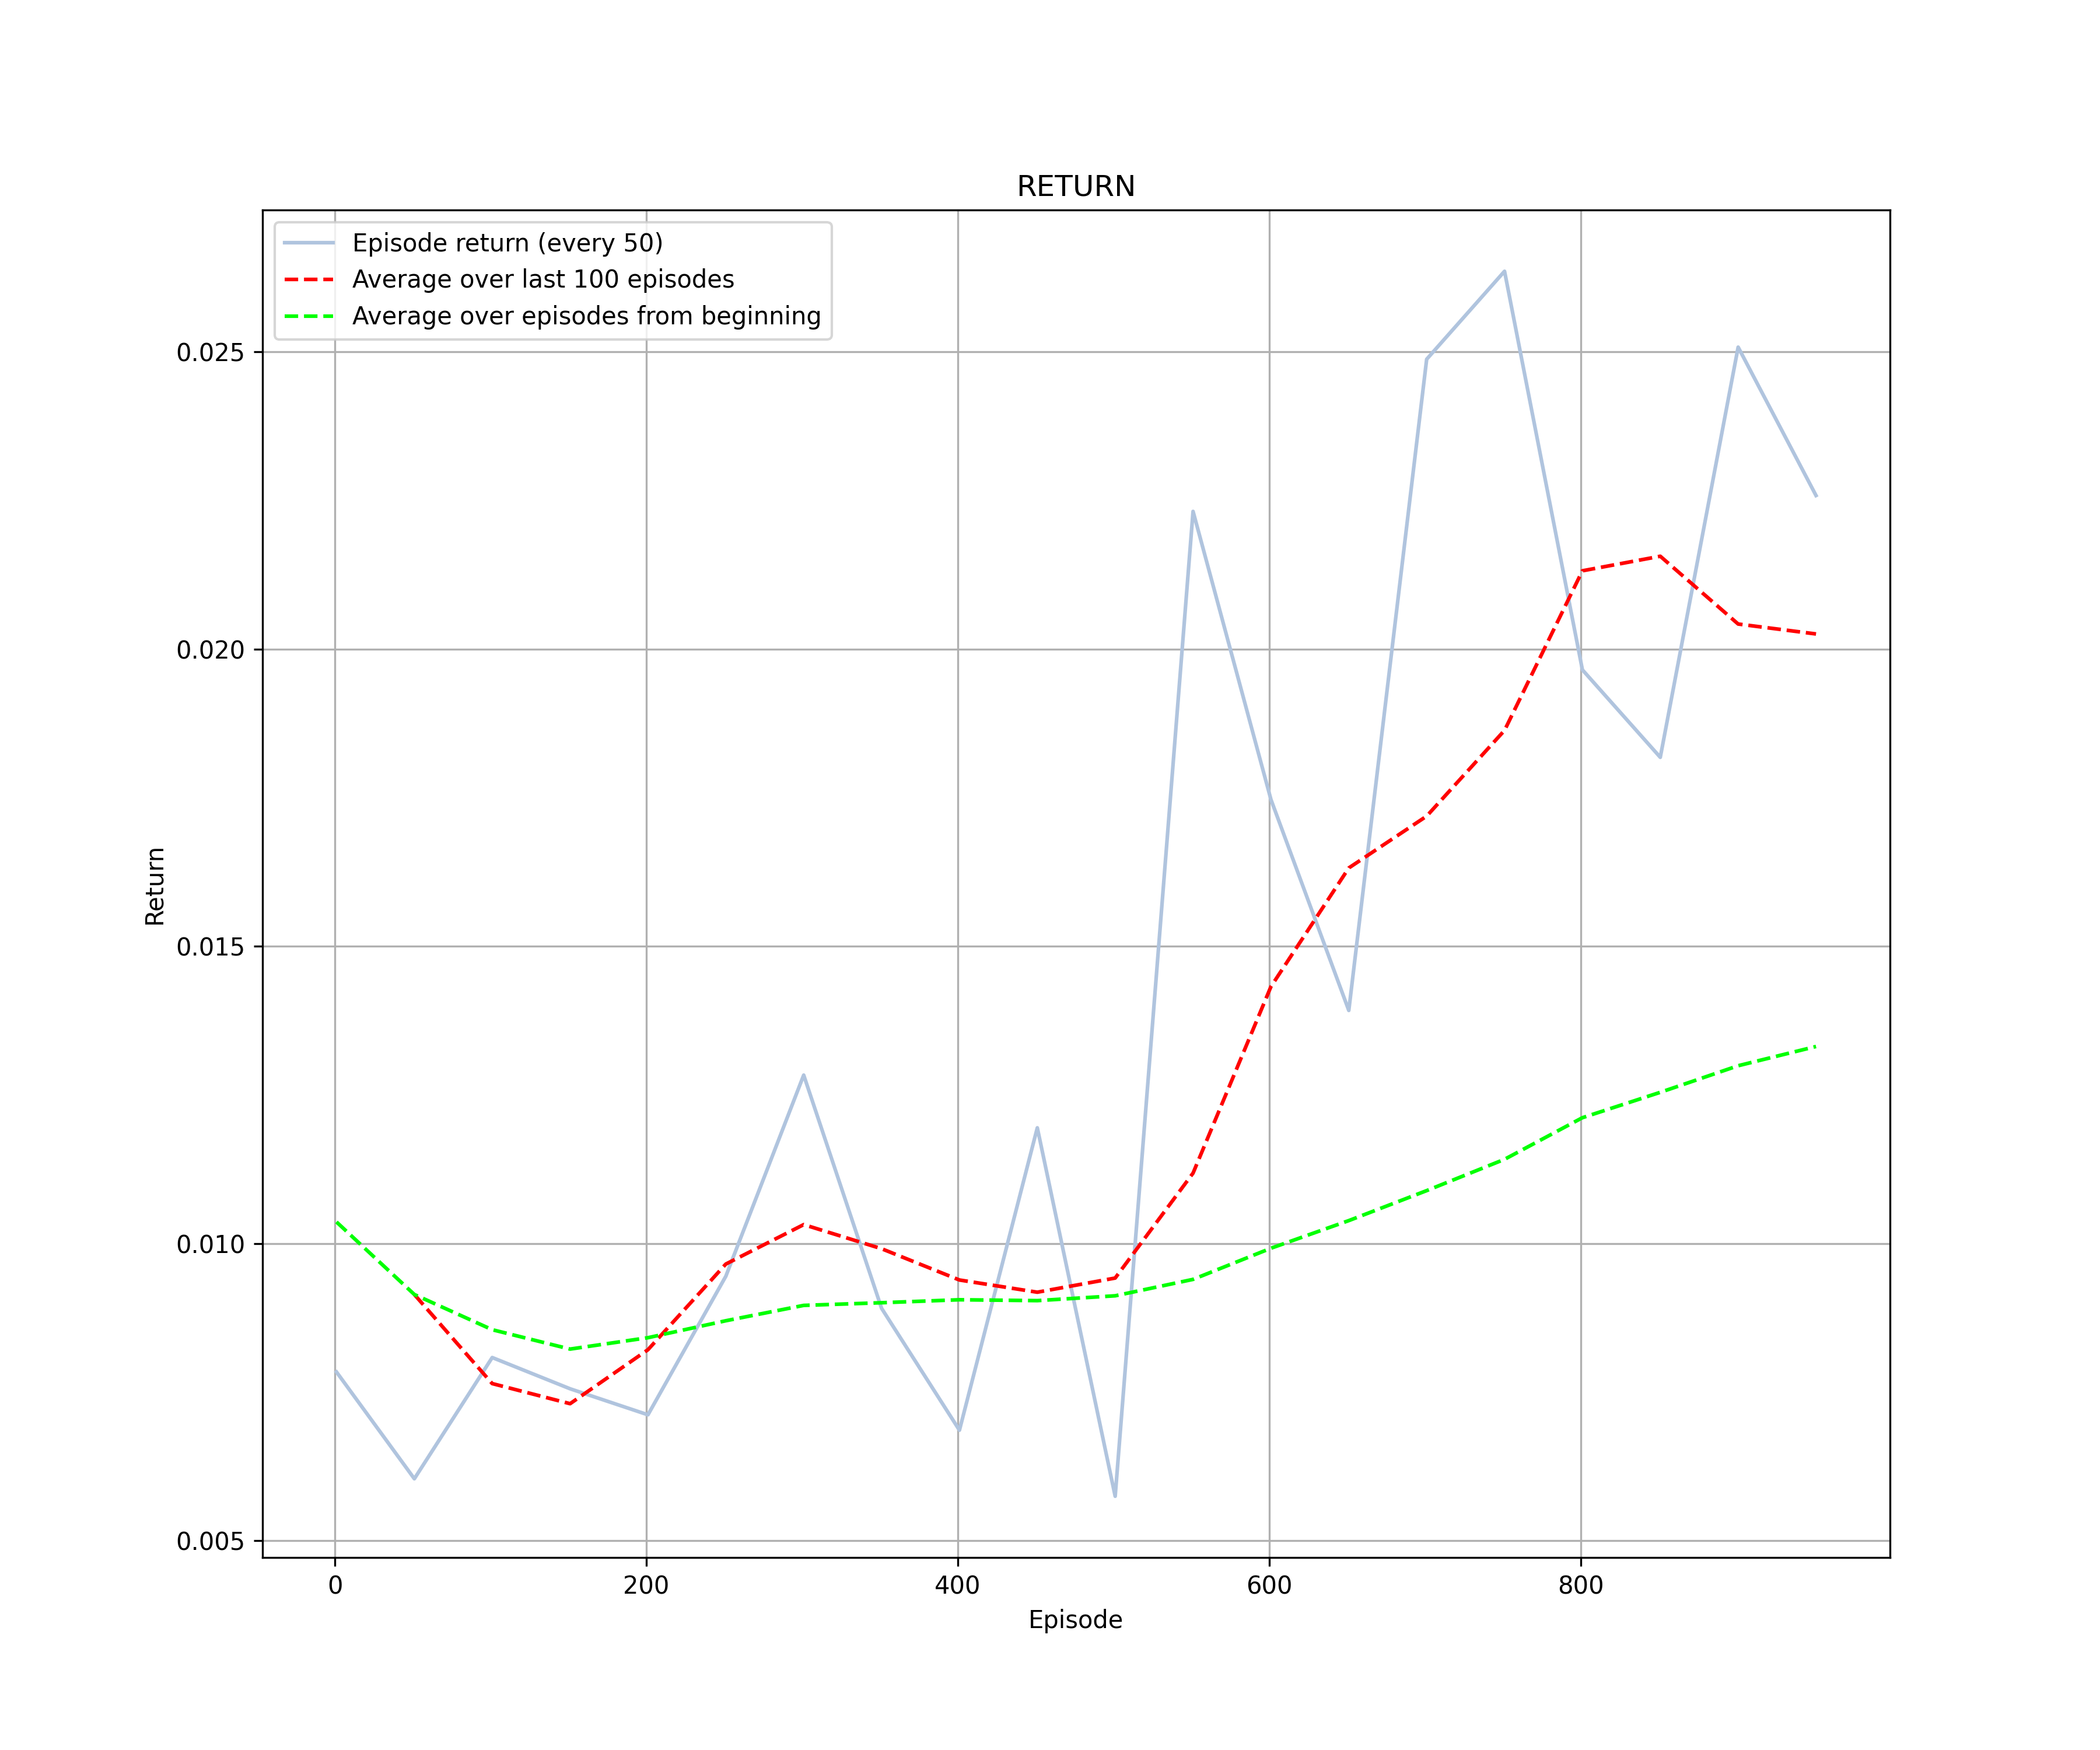 RETURN
Episode return (every 50)
Average over last 100 episodes
Average over episodes from beginning
0.025
0.020
0.015
0.010
0.005
Return
0 200 400 600 800
Episode